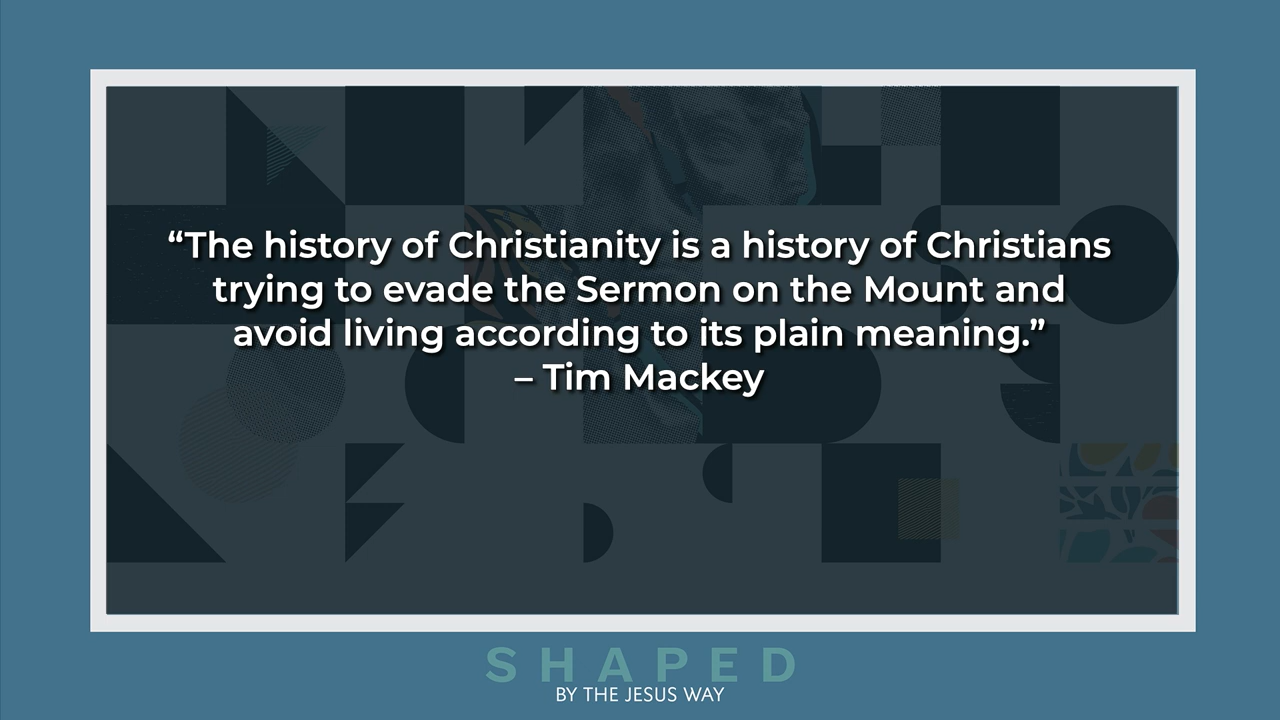 “The history of Christianity is a history of Christians
trying to evade the Sermon on the Mount and
avoid living according to its plain meaning.”
– Tim Mackey
SHAPED
BY THE JESUS WAY